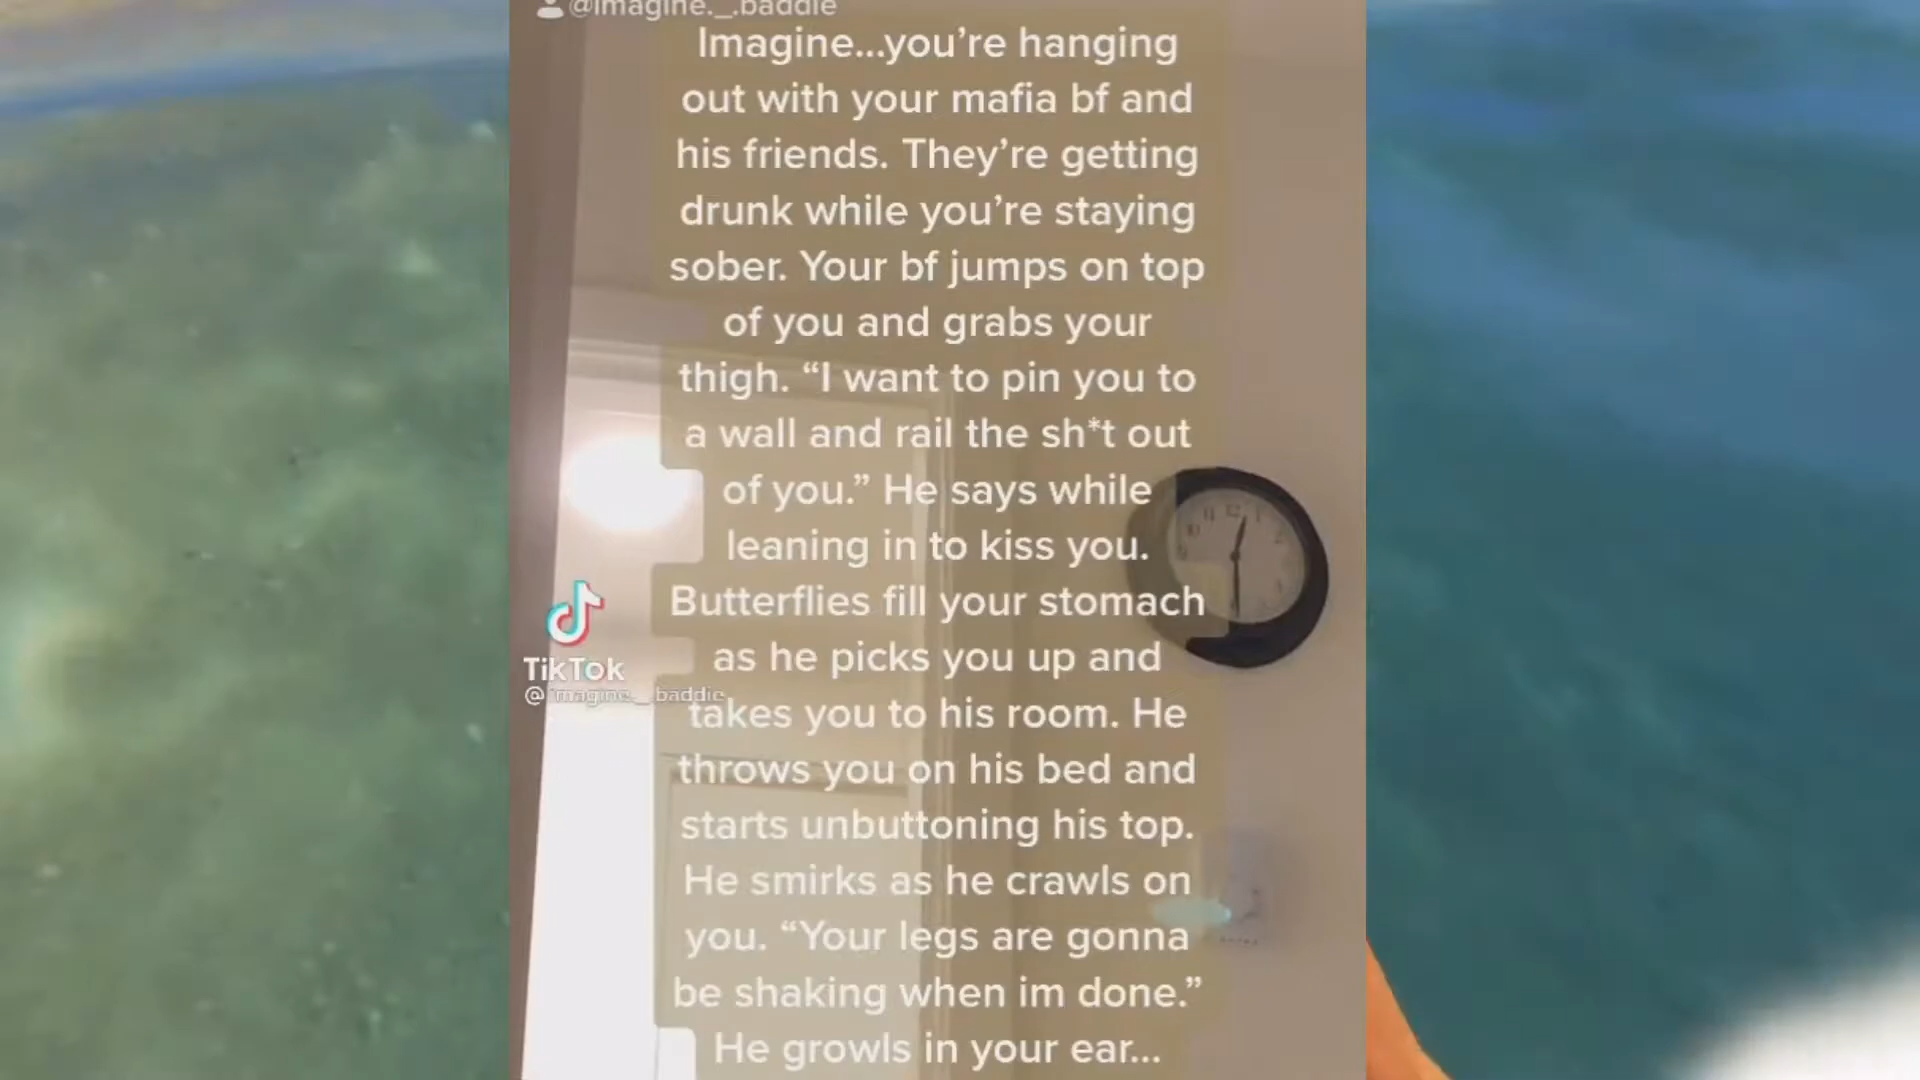 @imagine._.baddie
Imagine...you're hanging
out with your mafia bf and
his friends. They're getting
drunk while you're staying
sober. Your bf jumps on top
of you and grabs your
thigh. “I want to pin you to
a wall and rail the sh*t out
of you.” He says while
leaning in to kiss you.
Butterflies fill your stomach
as he picks you up and
takes you to his room. He
throws you on his bed and
starts unbuttoning his top.
He smirks as he crawls on
you. “Your legs are gonna
be shaking when im done.”
He growls in your ear...
TikTok
@imagine._.baddie